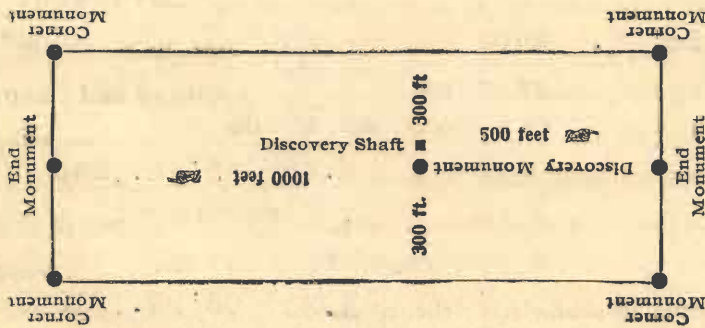 Corner
Monument
Corner
Monument
End
Monument
300 ft
500 feet
Discovery Shaft
Discovery Monument
End
Monument
1000 feet
300 ft.
Corner
Monument
Corner
Monument